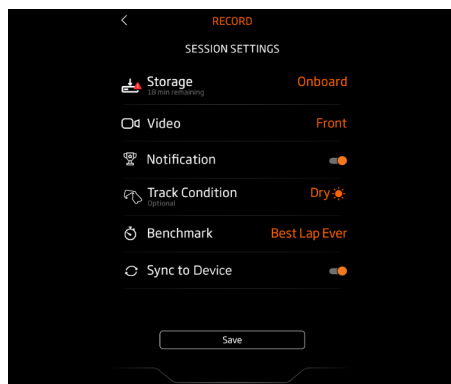 RECORD
SESSION SETTINGS
Storage Onboard
18 min remaining
Video Front
Notification
Track Condition Dry
Optional
Benchmark Best Lap Ever
Sync to Device
Save